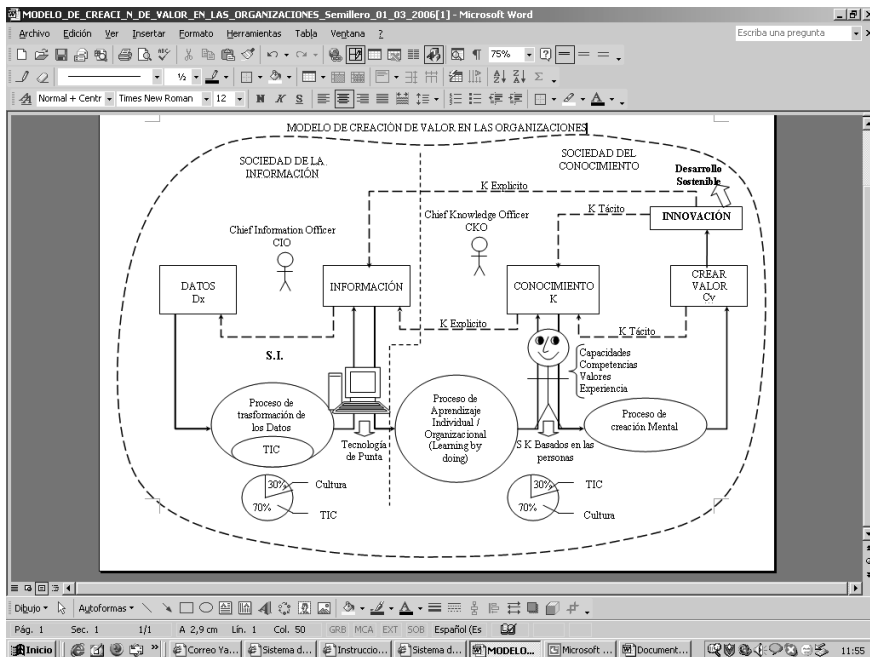 MODELO_DE_CREACI_N_DE_VALOR_EN_LAS_ORGANIZACIONES_Semillero_01_03_2006[1] - Microsoft Word
Archivo Edición Ver Insertar Formato Herramientas Tabla Ventana ?
Escriba una pregunta
75%
½
Normal + Centr Times New Roman 12 N K S
MODELO DE CREACIÓN DE VALOR EN LAS ORGANIZACIONES
SOCIEDAD DE LA
INFORMACIÓN
SOCIEDAD DEL
CONOCIMIENTO
Desarrollo
Sostenible
K Explicito
K Tácito
INNOVACIÓN
Chief Information Officer
CIO
Chief Knowledge Officer
CKO
DATOS
Dx
INFORMACIÓN
CONOCIMIENTO
K
CREAR
VALOR
Cv
K Explicito
K Tácito
S.I.
Capacidades
Competencias
Valores
Experiencia
Proceso de
trasformación de
los Datos
TIC
Tecnología
de Punta
Proceso de
Aprendizaje
Individual /
Organizacional
(Learning by
doing)
S K Basados en las
personas
Proceso de
creación Mental
30%
Cultura
70%
TIC
30%
TIC
70%
Cultura
Dibujo Autoformas
Pág. 1 Sec. 1 1/1 A 2,9 cm Lín. 1 Col. 50 GRB MCA EXT SOB Español (Es
Inicio Correo Ya... Sistema d... Instruccio... Sistema d... MODELO... Microsoft ... Document... 11:55